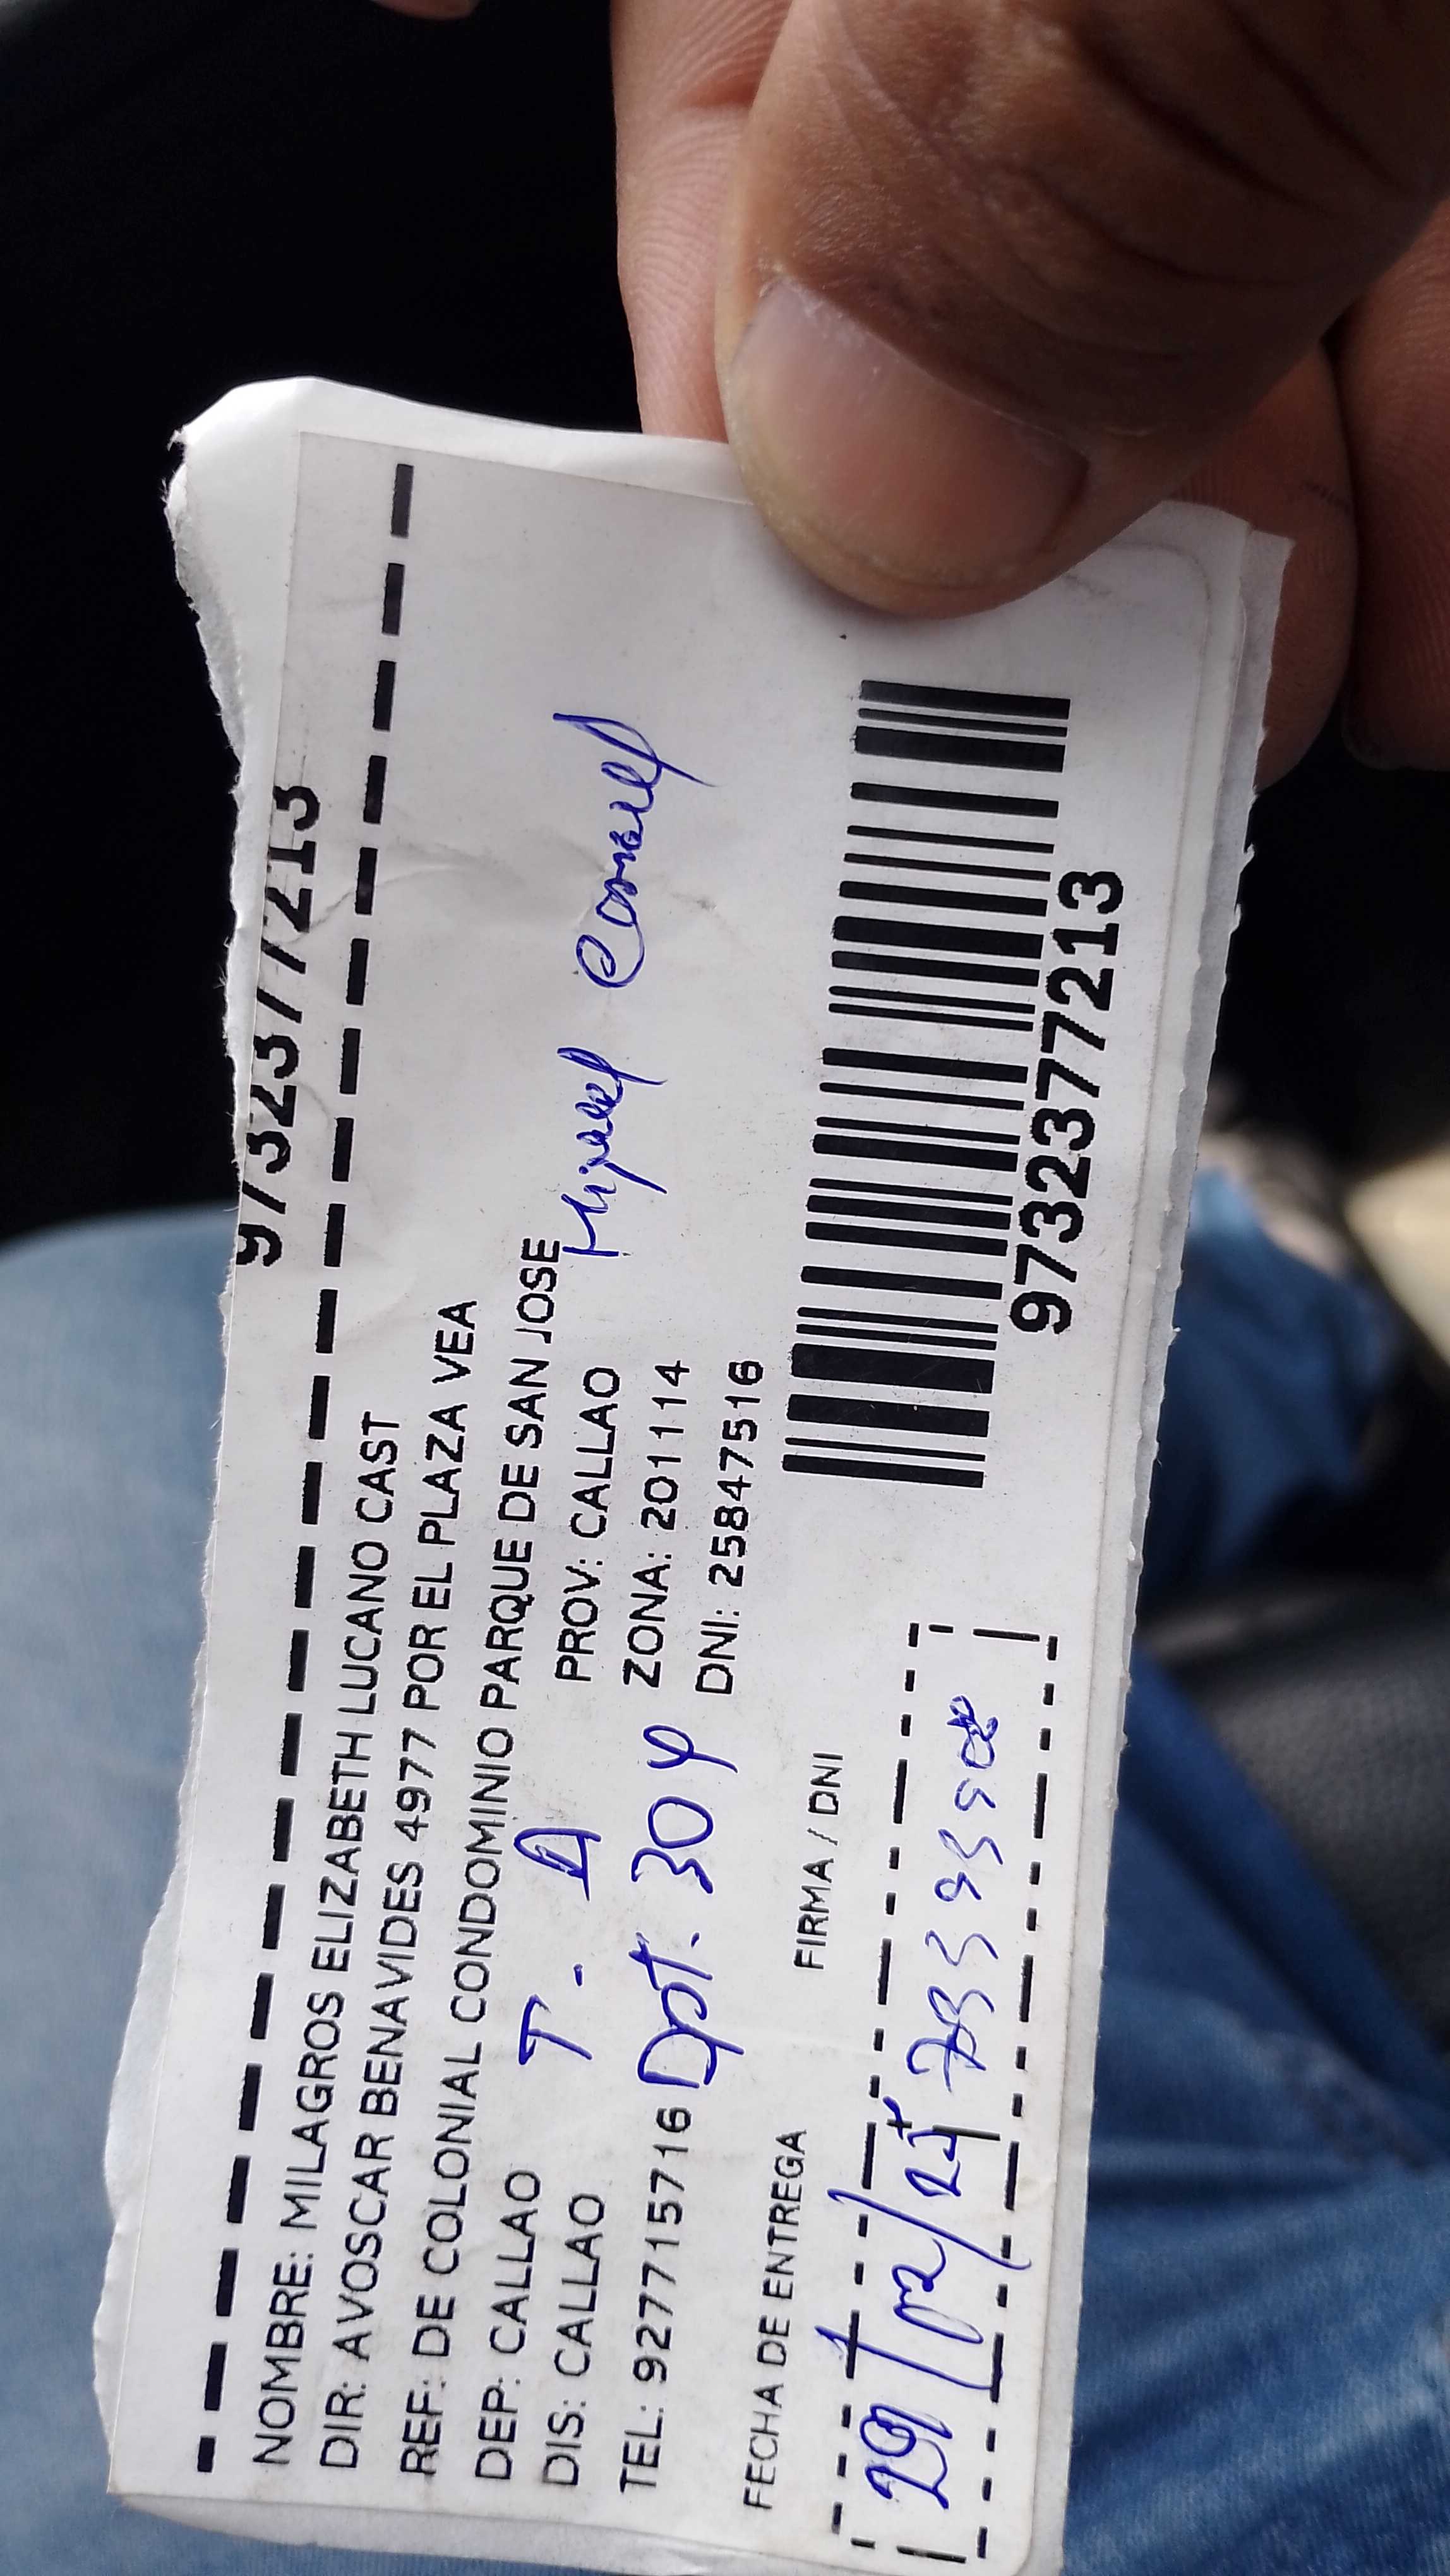 9732377213
NOMBRE: MILAGROS ELIZABETH LUCANO CAST
DIR: AVOSCAR BENAVIDES 4977 POR EL PLAZA VEA
REF: DE COLONIAL CONDOMINIO PARQUE DE SAN JOSE
DEP: CALLAO T - A PROV: CALLAO
DIS: CALLAO ZONA: 201114
TEL: 927715716 Dpt. 304 DNI: 25847516
Miguel
FECHA DE ENTREGA FIRMA / DNI
9732377213